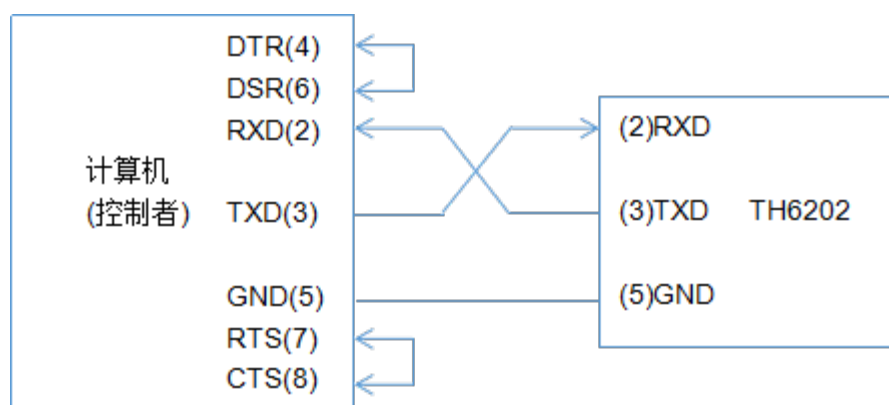 DTR(4)
DSR(6)
RXD(2)
计算机
(控制者)
TXD(3)
GND(5)
RTS(7)
CTS(8)
(2)RXD
(3)TXD TH6202
(5)GND